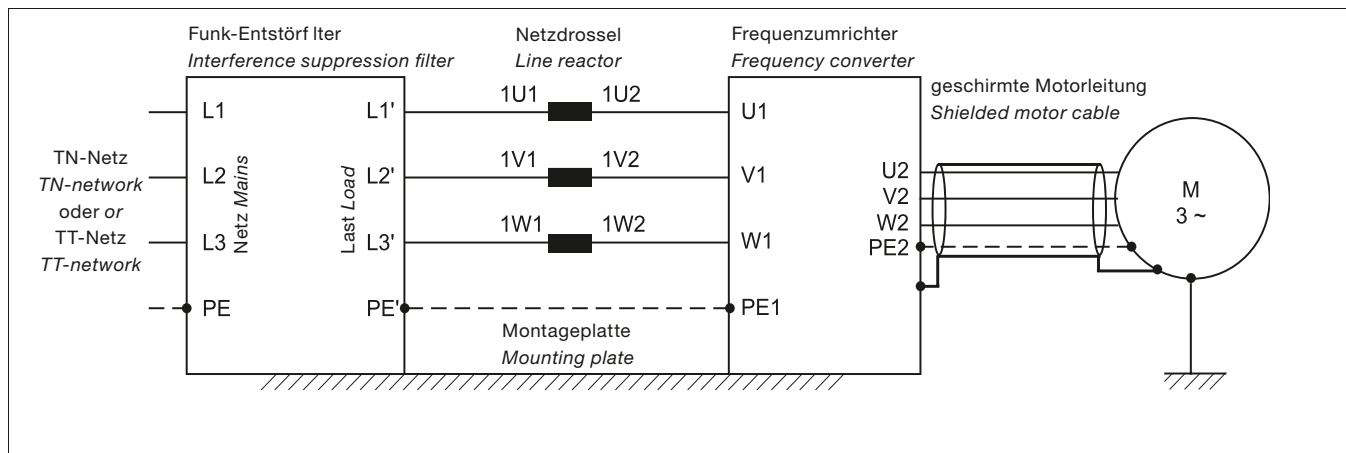 Funk-Entstörf lter
Interference suppression filter
Netzdrossel
Line reactor
Frequenzumrichter
Frequency converter
geschirmte Motorleitung
Shielded motor cable
TN-Netz
TN-network
oder or
TT-Netz
TT-network
L1
L2
L3
PE
Netz Mains
Last Load
L1'
L2'
L3'
PE'
1U1
1U2
1V1
1V2
1W1
1W2
Montageplatte
Mounting plate
U1
V1
W1
PE1
U2
V2
W2
PE2
M
3 ~